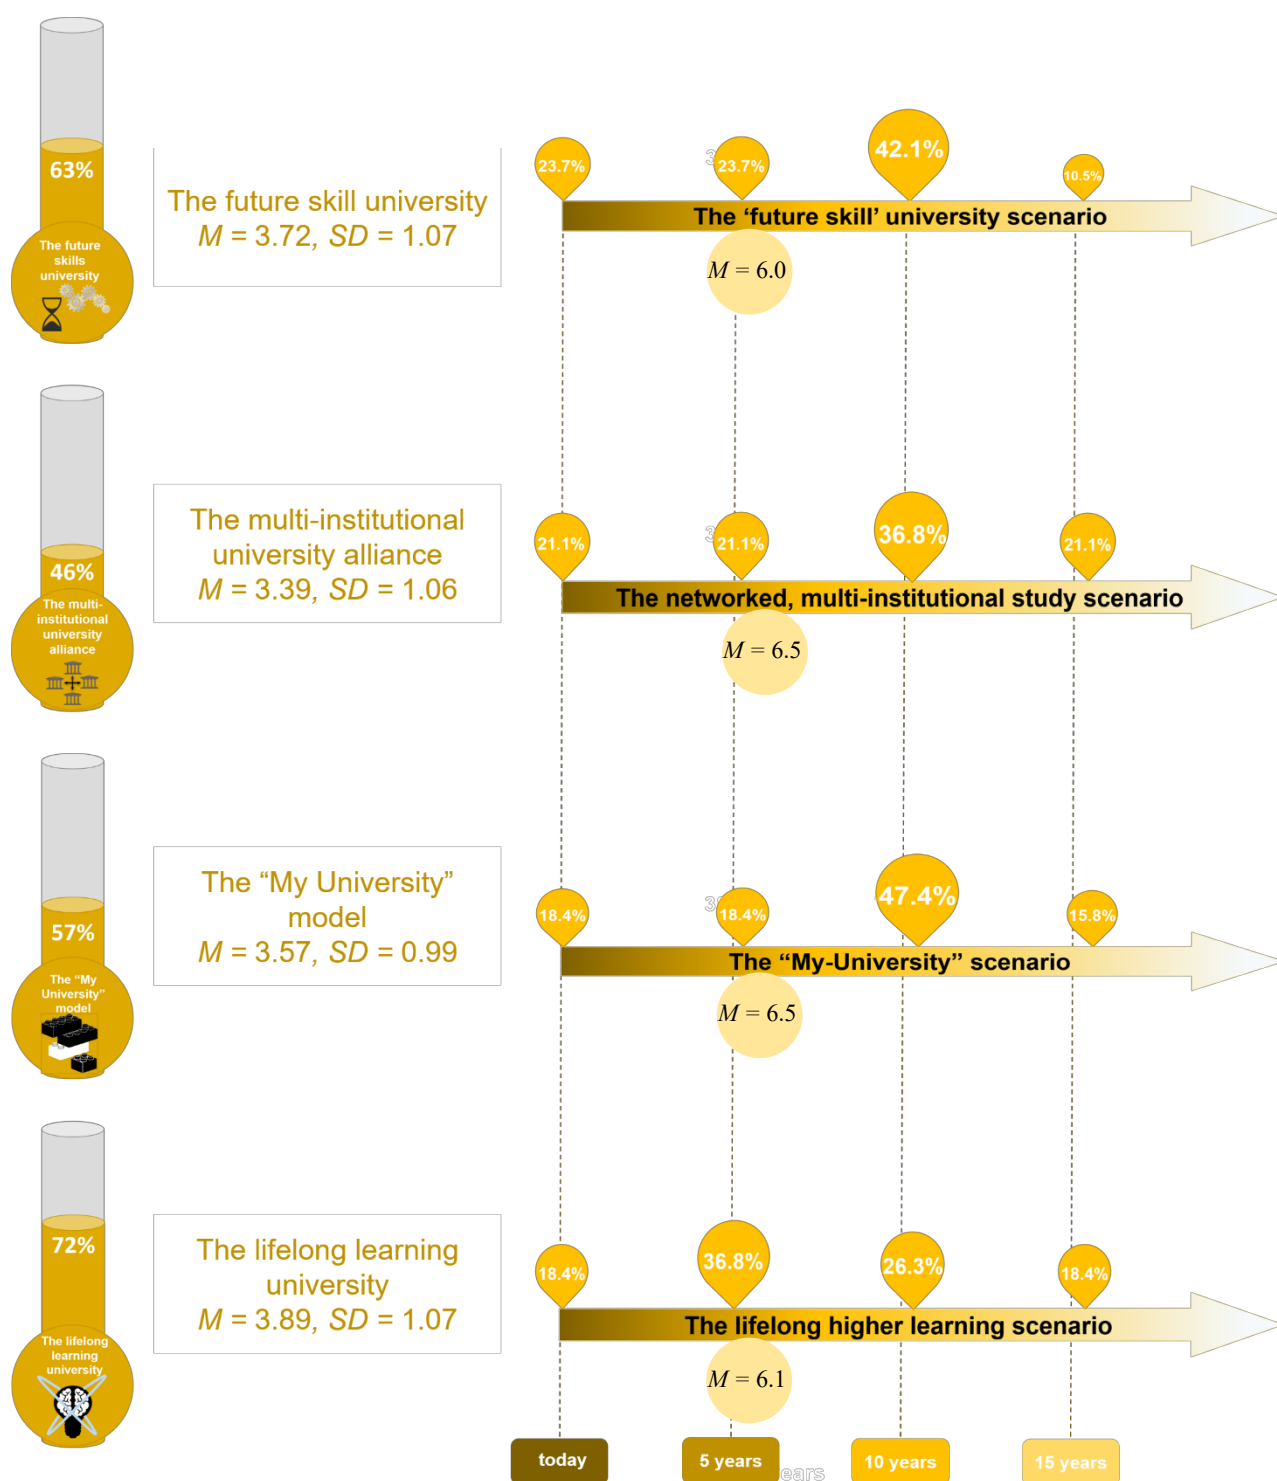 63%
The future
skills
university
The future skill university
M = 3.72, SD = 1.07
23.7%
3
23.7%
42.1%
10.5%
The ‘future skill’ university scenario
M = 6.0
46%
The multi-
institutional
university
alliance
The multi-institutional
university alliance
M = 3.39, SD = 1.06
21.1%
3
21.1%
36.8%
21.1%
The networked, multi-institutional study scenario
M = 6.5
57%
The “My
University”
model
The “My University”
model
M = 3.57, SD = 0.99
18.4%
3
18.4%
47.4%
15.8%
The “My-University” scenario
M = 6.5
72%
The lifelong
learning
university
The lifelong learning
university
M = 3.89, SD = 1.07
18.4%
36.8%
26.3%
18.4%
The lifelong higher learning scenario
M = 6.1
today
5 years
10 years
15 years
ears